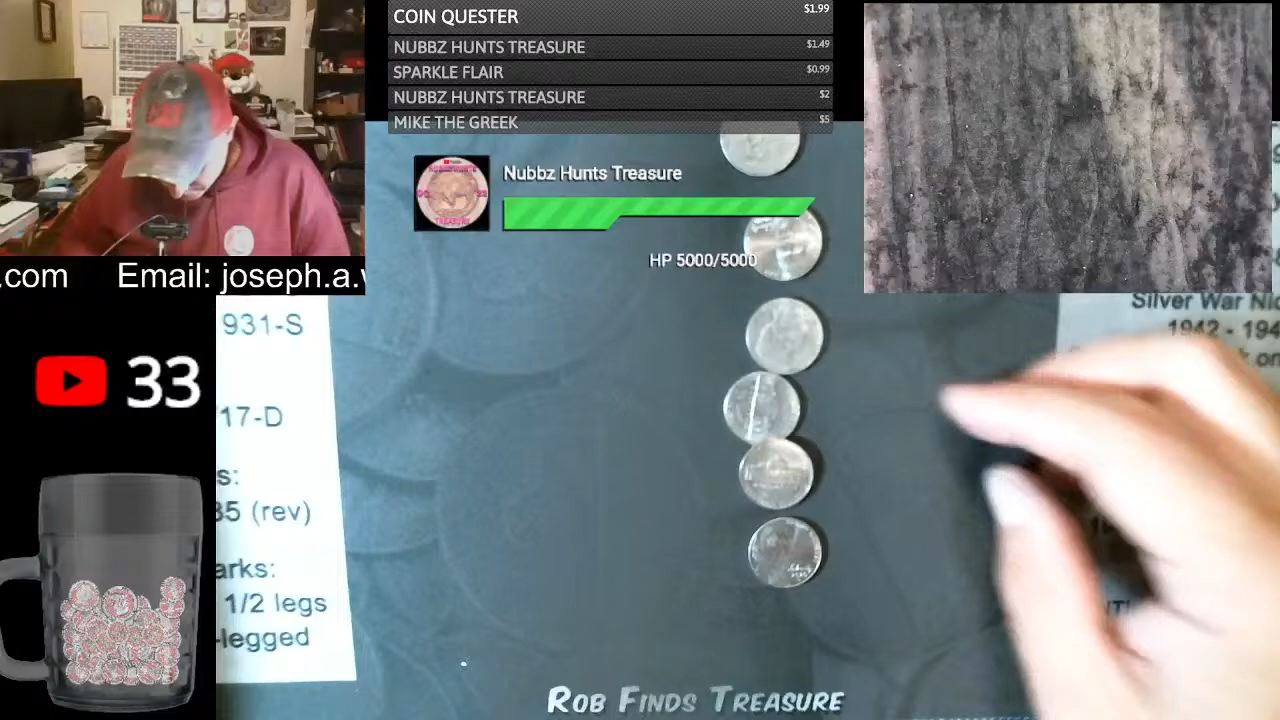 COIN QUESTER $1.99
NUBBZ HUNTS TREASURE $1.49
SPARKLE FLAIR $0.99
NUBBZ HUNTS TREASURE $2
MIKE THE GREEK $5
Nubbz Hunts Treasure
HP 5000/5000
.com Email: joseph.a.
33
931-S
17-D
s:
35 (rev)
arks:
1/2 legs
-legged
Silver War Nic
1942 - 194
ROB FINDS TREASURE